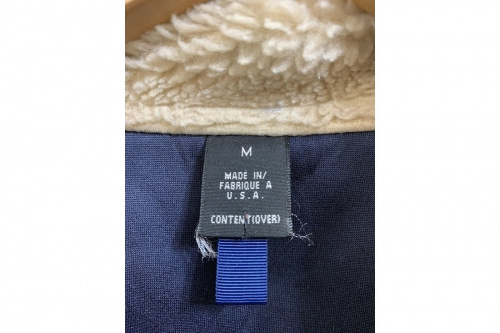 M
MADE IN/
FABRIQUE A
U.S.A.
CONTENT(OVER)